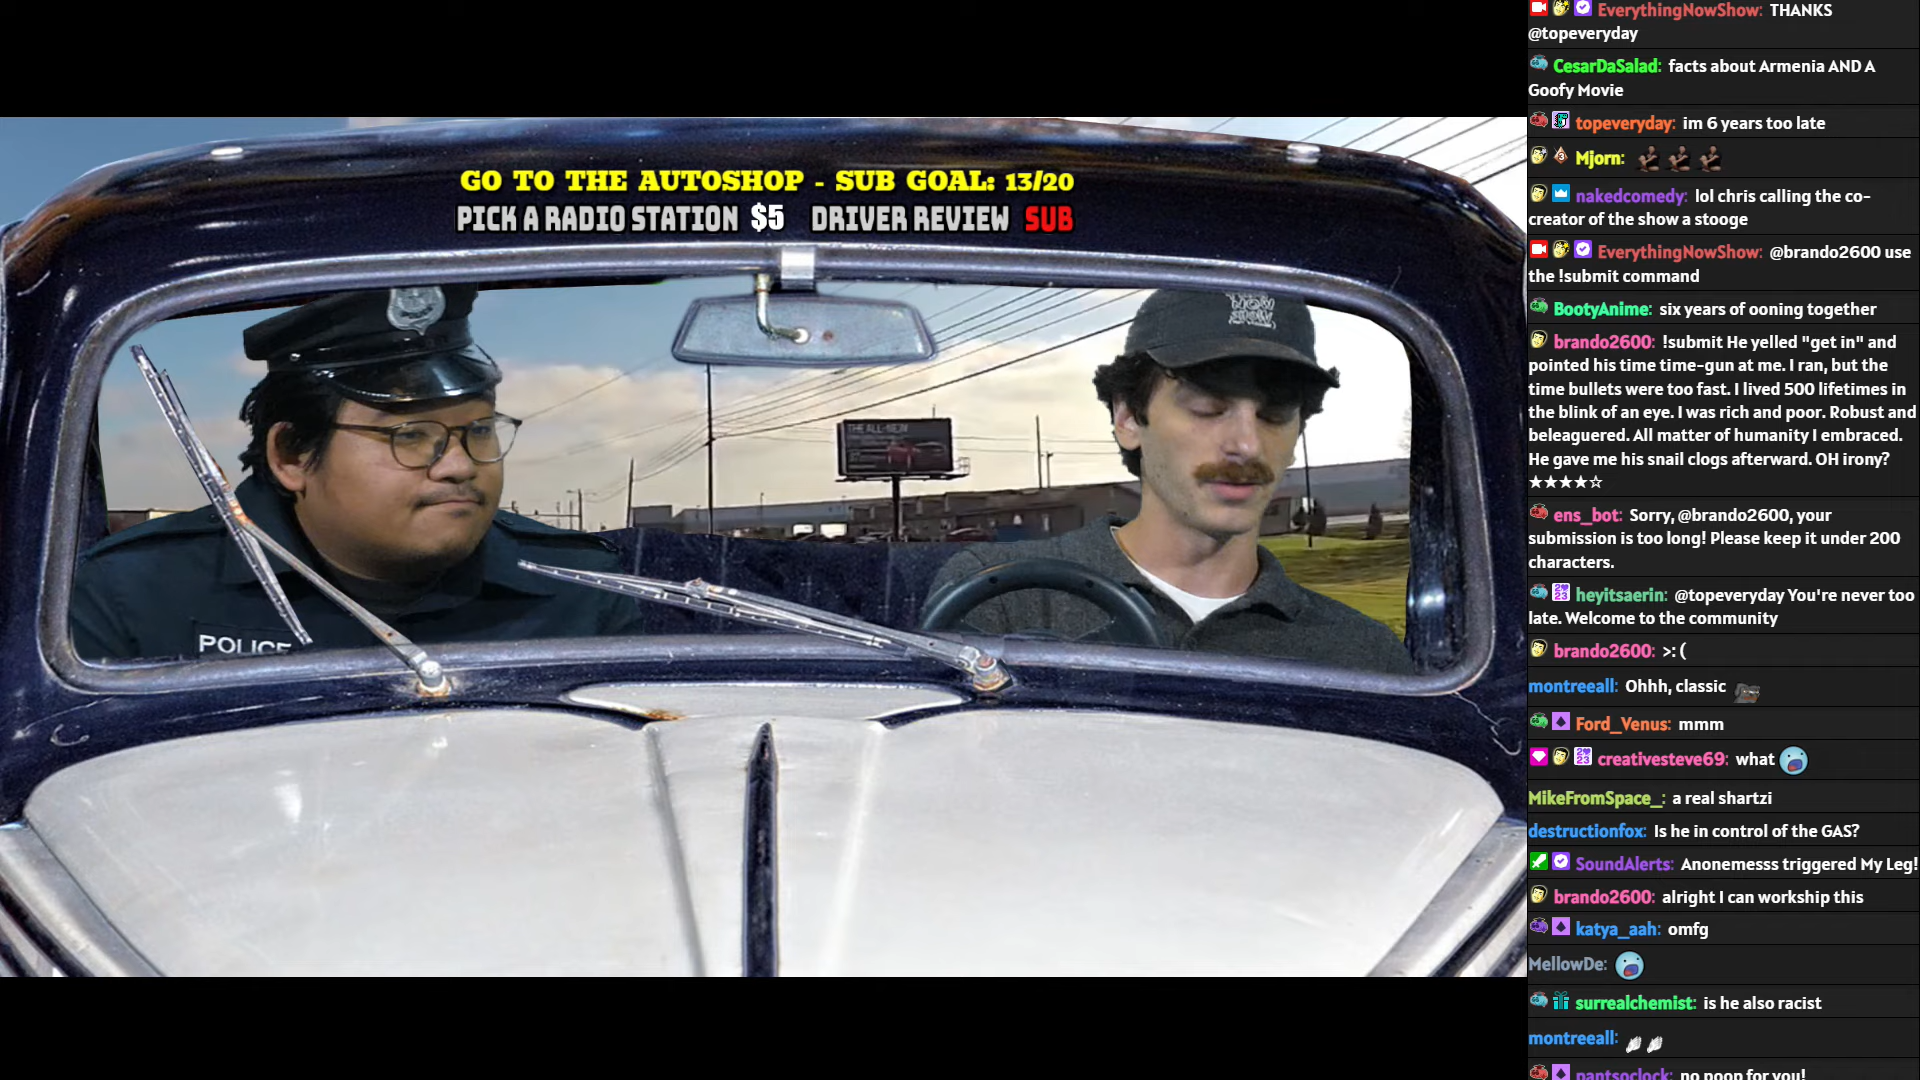 GO TO THE AUTOSHOP - SUB GOAL: 13/20
PICK A RADIO STATION $5 DRIVER REVIEW SUB
THE ALL-NEW
POLICE
EverythingNowShow: THANKS
@topeveryday
CesarDaSalad: facts about Armenia AND A
Goofy Movie
topeveryday: im 6 years too late
Mjorn:
nakedcomedy: lol chris calling the co-
creator of the show a stooge
EverythingNowShow: @brando2600 use
the !submit command
BootyAnime: six years of ooning together
brando2600: !submit He yelled "get in" and
pointed his time time-gun at me. I ran, but the
time bullets were too fast. I lived 500 lifetimes in
the blink of an eye. I was rich and poor. Robust and
beleaguered. All matter of humanity I embraced.
He gave me his snail clogs afterward. OH irony?
★★★★☆
ens_bot: Sorry, @brando2600, your
submission is too long! Please keep it under 200
characters.
heyitsaerin: @topeveryday You're never too
late. Welcome to the community
brando2600: >:(
montreeall: Ohhh, classic
Ford_Venus: mmm
creativesteve69: what
MikeFromSpace_: a real shartzi
destructionfox: Is he in control of the GAS?
SoundAlerts: Anonemesss triggered My Leg!
brando2600: alright I can workship this
katya_aah: omfg
MellowDe:
surrealchemist: is he also racist
montreeall:
pantsoclock: no poop for you!